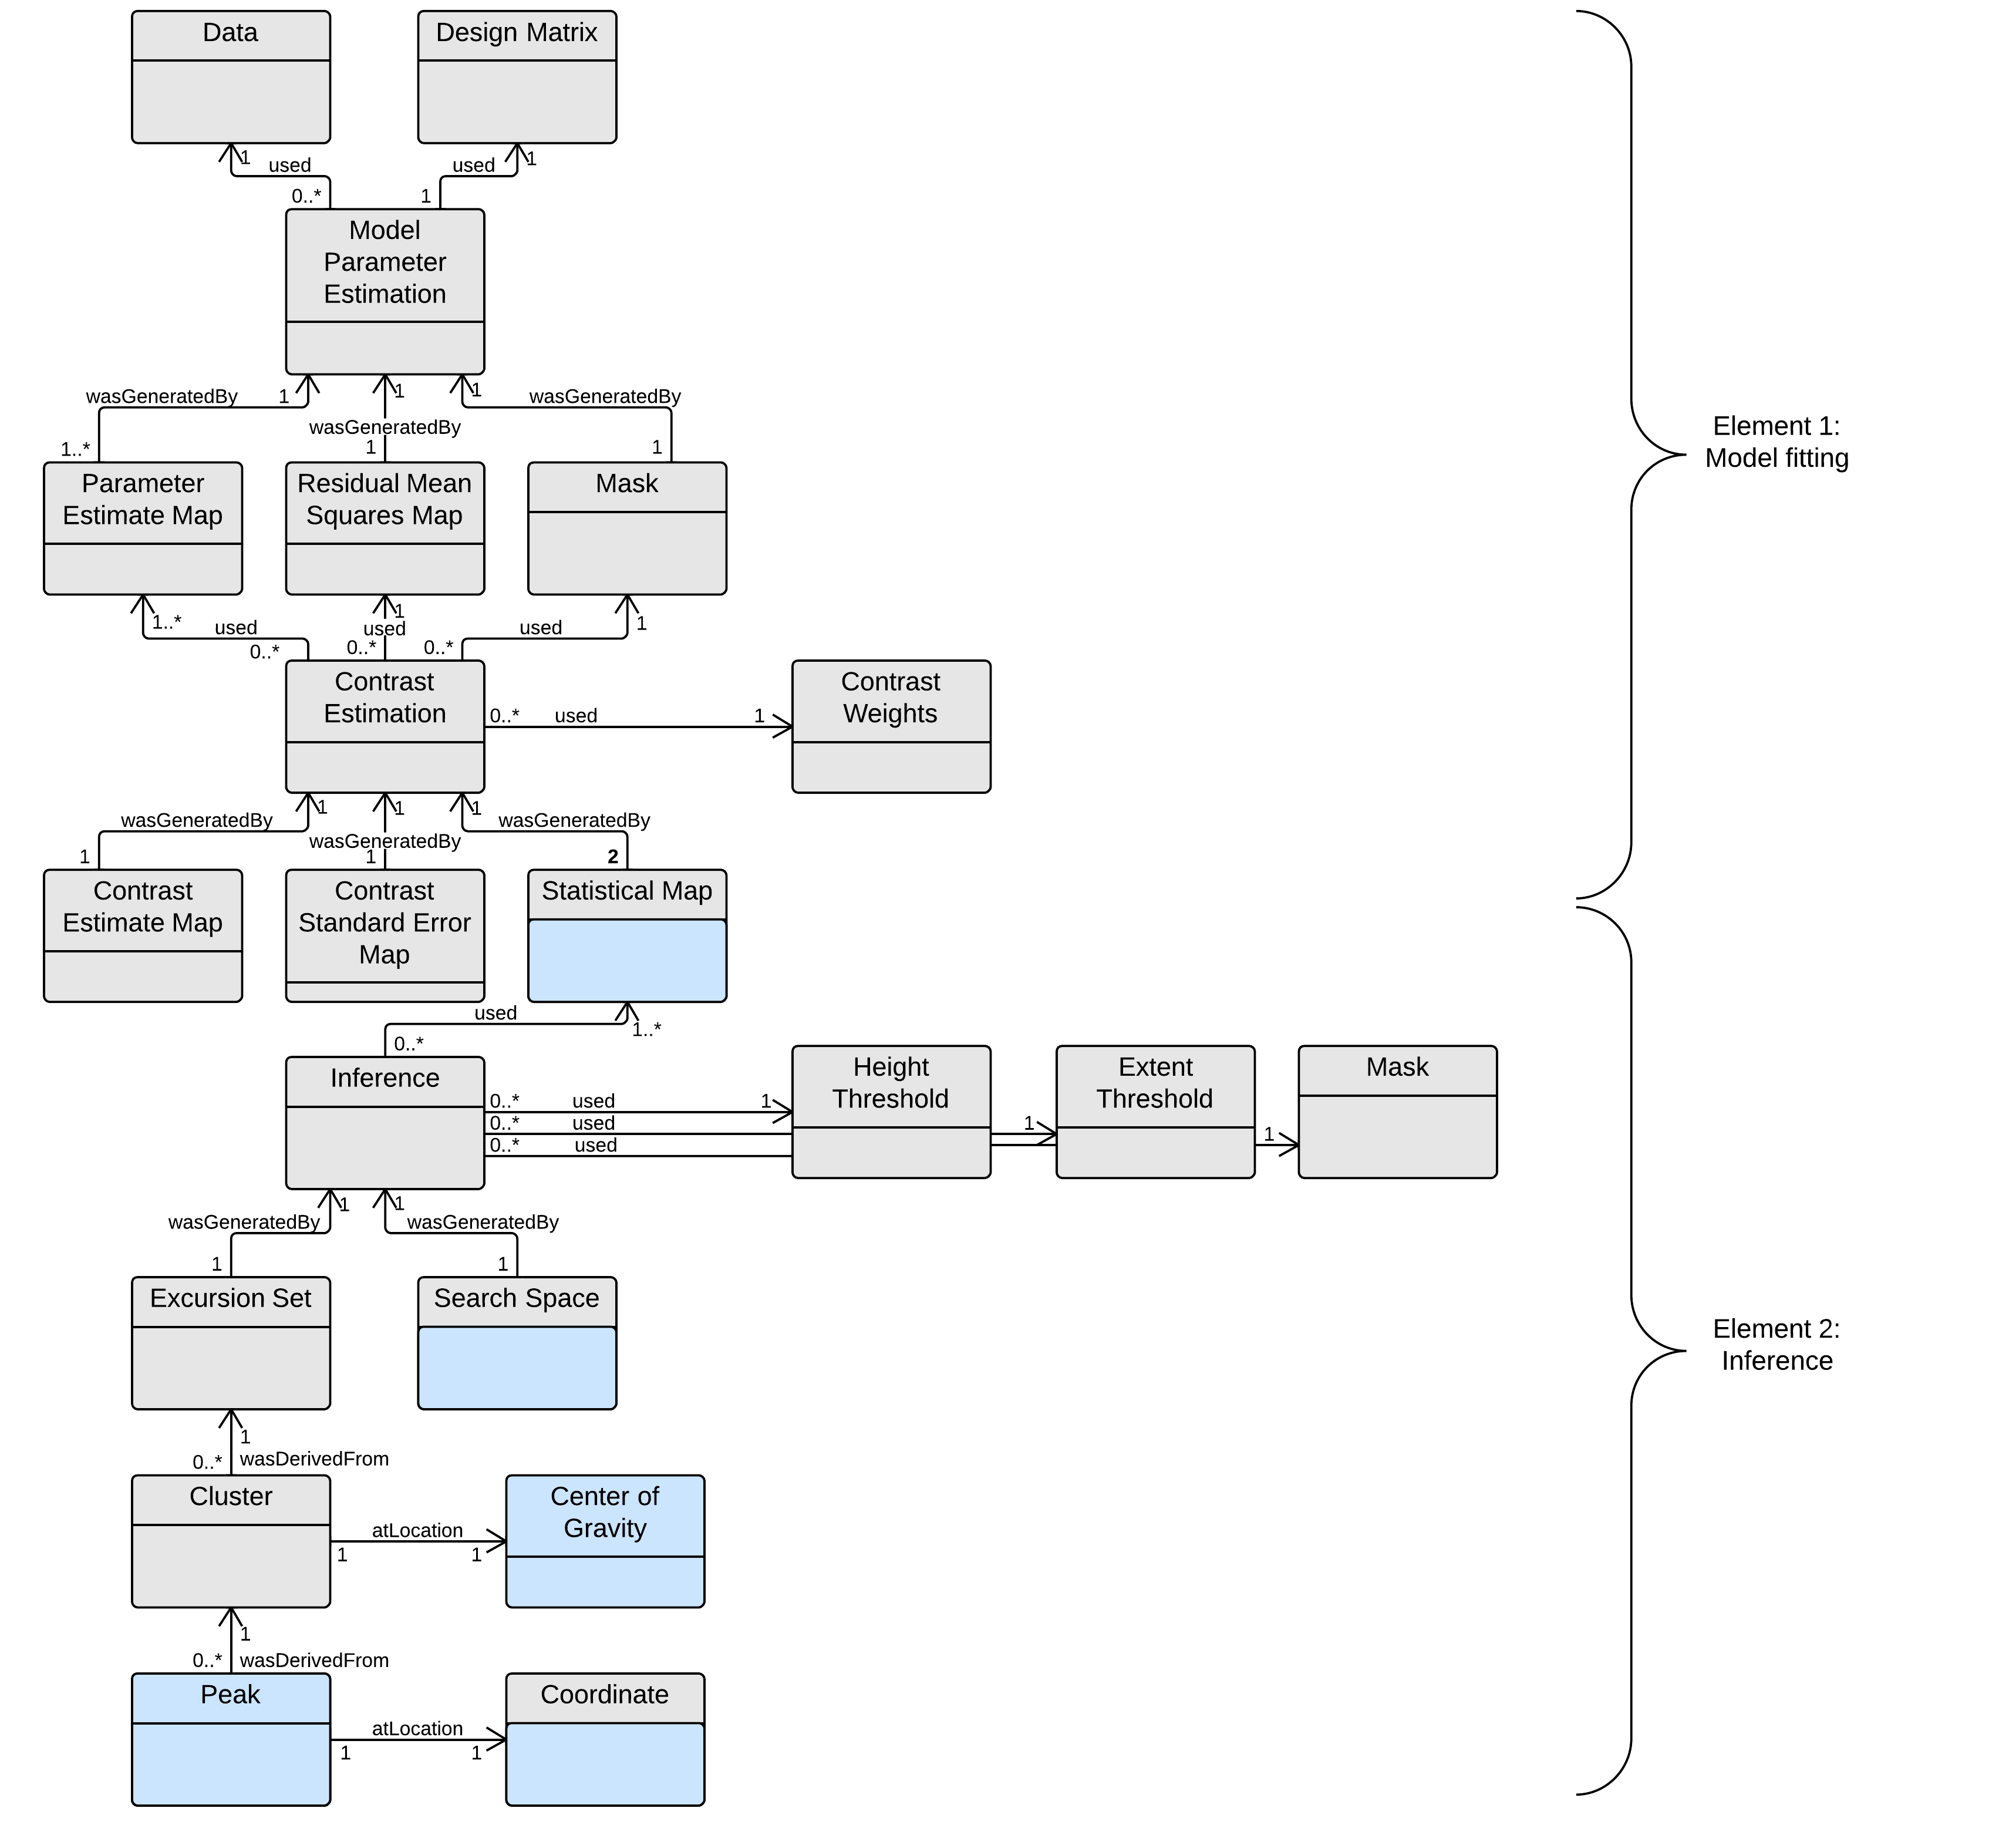 Data
Design Matrix
1
used
used
1
0..*
1
Model
Parameter
Estimation
wasGeneratedBy
1
1
1
wasGeneratedBy
wasGeneratedBy
1..*
1
1
Parameter
Estimate Map
Residual Mean
Squares Map
Mask
Element 1:
Model fitting
1..*
used
0..*
1
used
0..*
0..*
used
1
Contrast
Estimation
0..*
used
1
Contrast
Weights
wasGeneratedBy
1
1
1
wasGeneratedBy
wasGeneratedBy
1
1
2
Contrast
Estimate Map
Contrast
Standard Error
Map
Statistical Map
used
1..*
0..*
Inference
0..*
used
1
0..*
used
1
0..*
used
1
Height
Threshold
Extent
Threshold
Mask
wasGeneratedBy
1
1
wasGeneratedBy
1
1
Excursion Set
Search Space
Element 2:
Inference
1
0..*
wasDerivedFrom
Cluster
atLocation
1
1
Center of
Gravity
1
0..*
wasDerivedFrom
Peak
atLocation
1
1
Coordinate